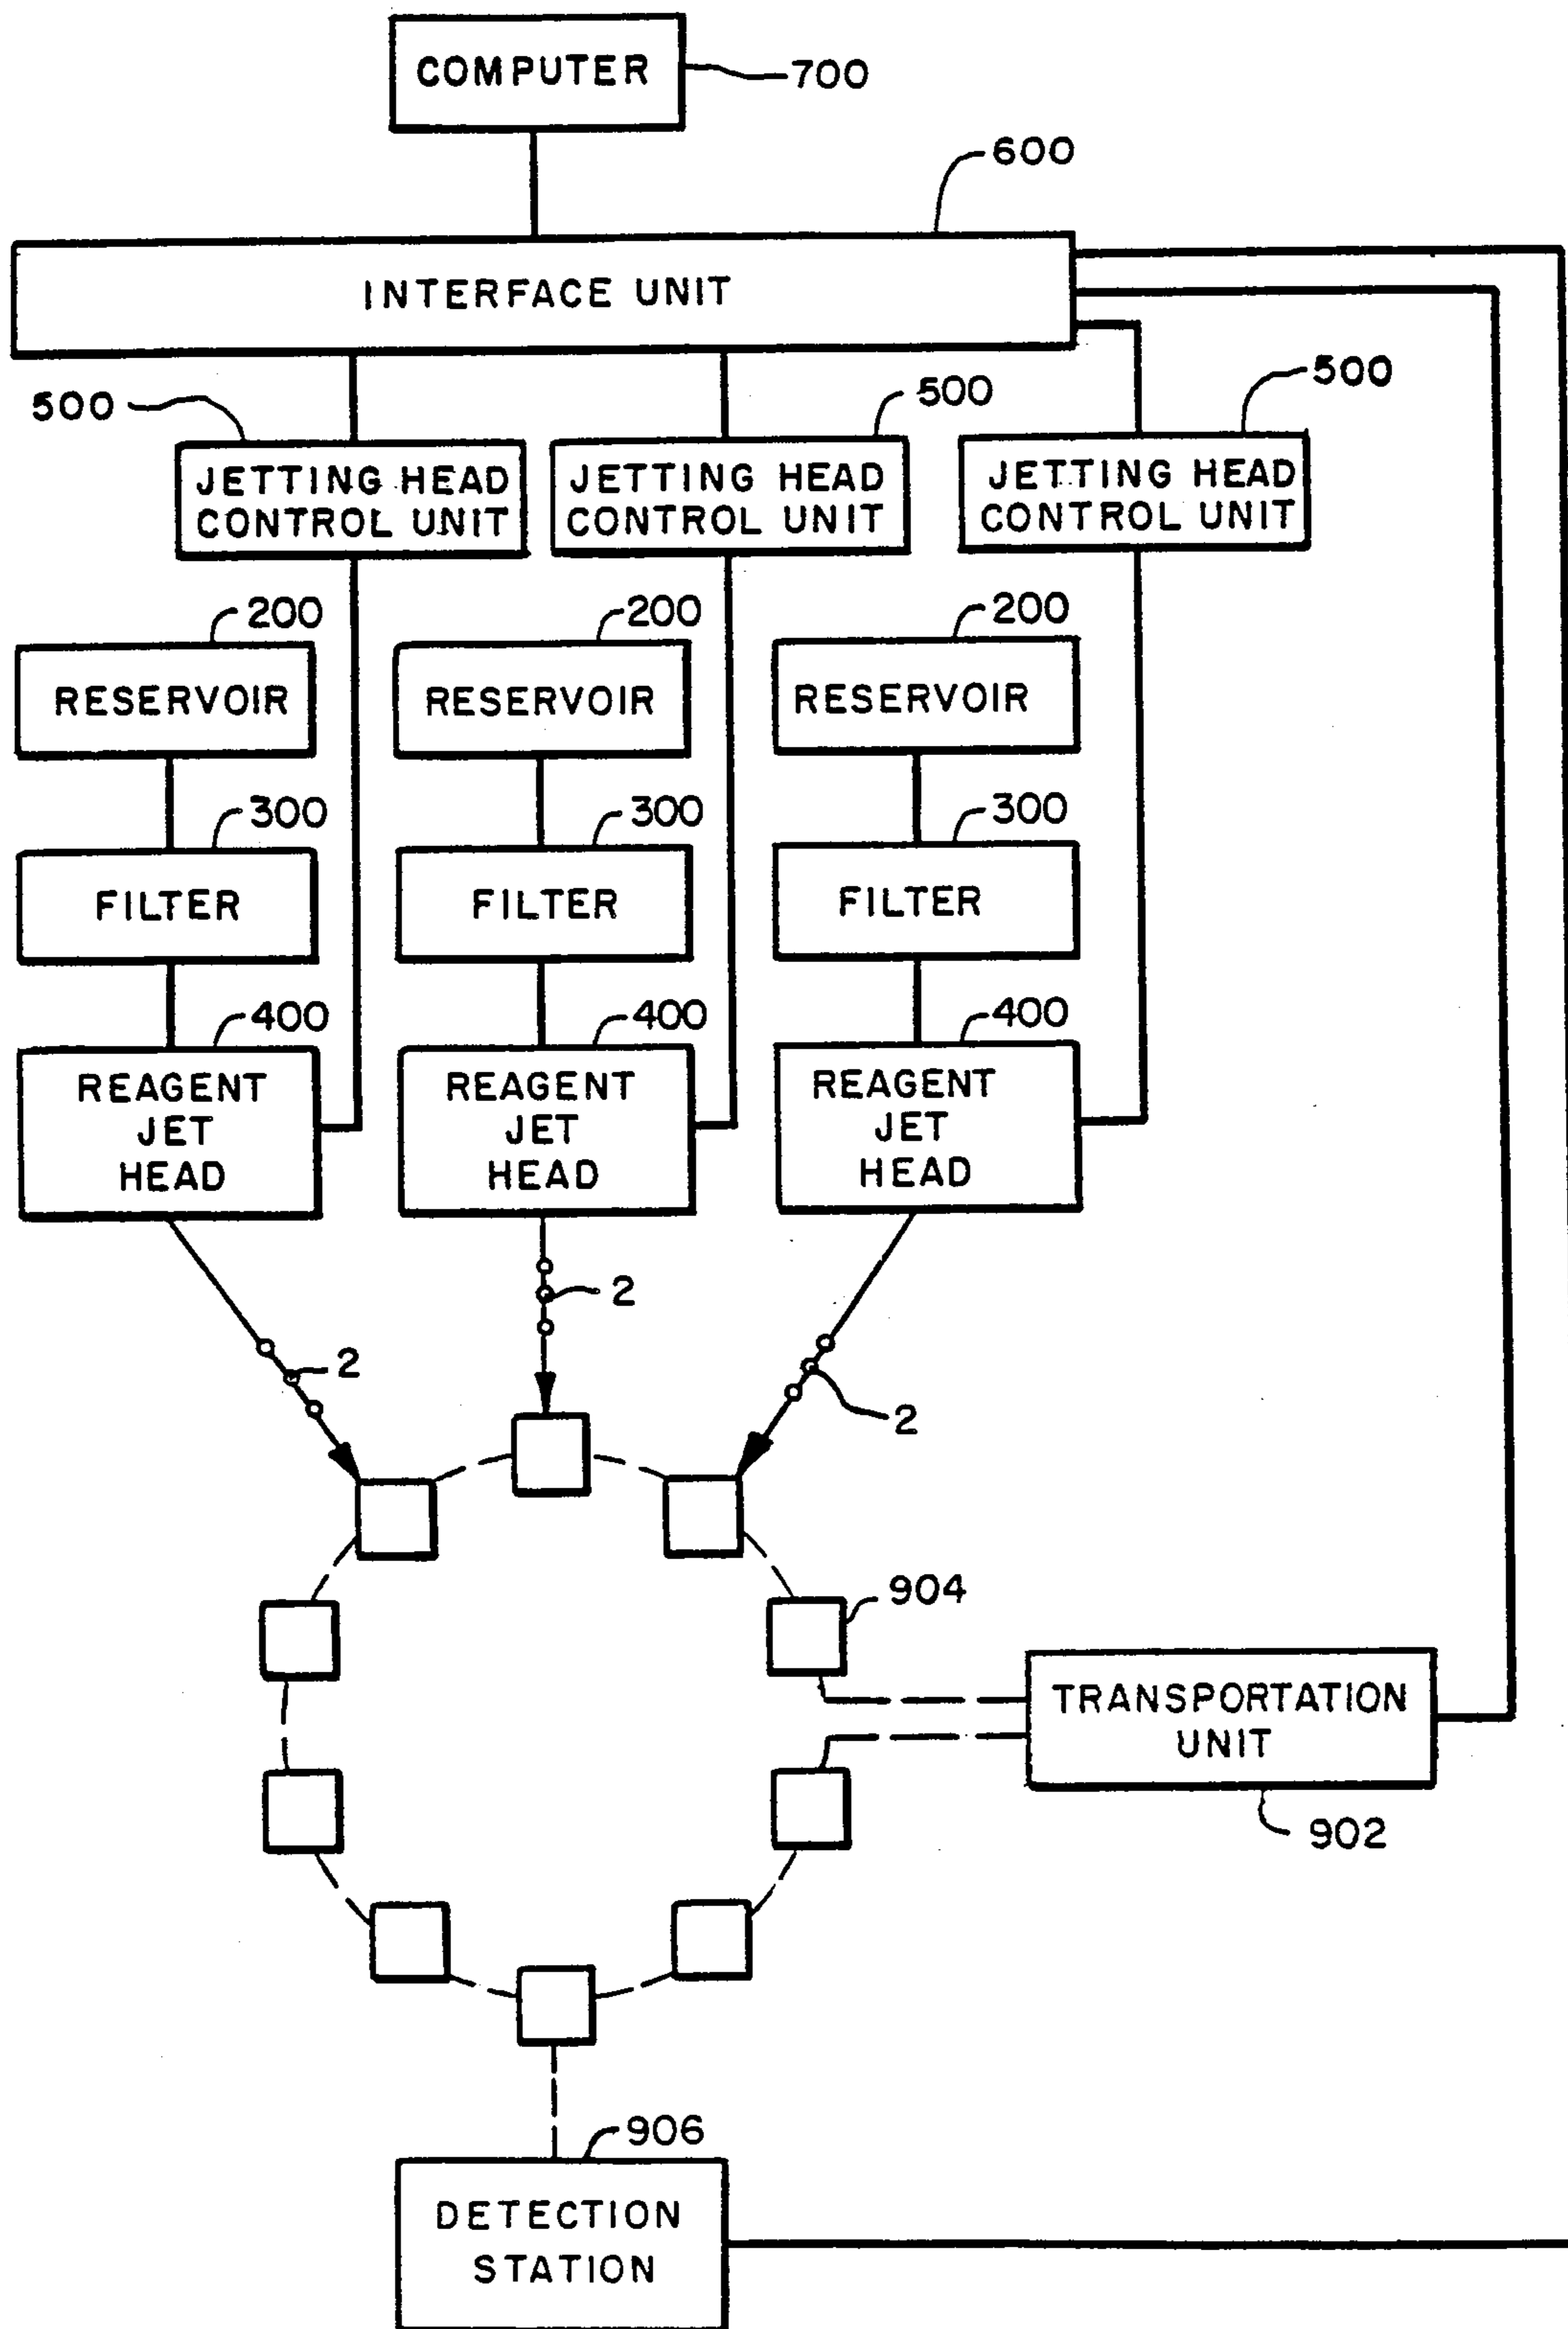 COMPUTER
700
600
INTERFACE UNIT
500
500
500
JETTING HEAD
CONTROL UNIT
JETTING HEAD
CONTROL UNIT
JETTING HEAD
CONTROL UNIT
200
200
200
RESERVOIR
RESERVOIR
RESERVOIR
300
300
300
FILTER
FILTER
FILTER
400
400
400
REAGENT
JET
HEAD
REAGENT
JET
HEAD
REAGENT
JET
HEAD
2
2
2
904
TRANSPORTATION
UNIT
902
906
DETECTION
STATION